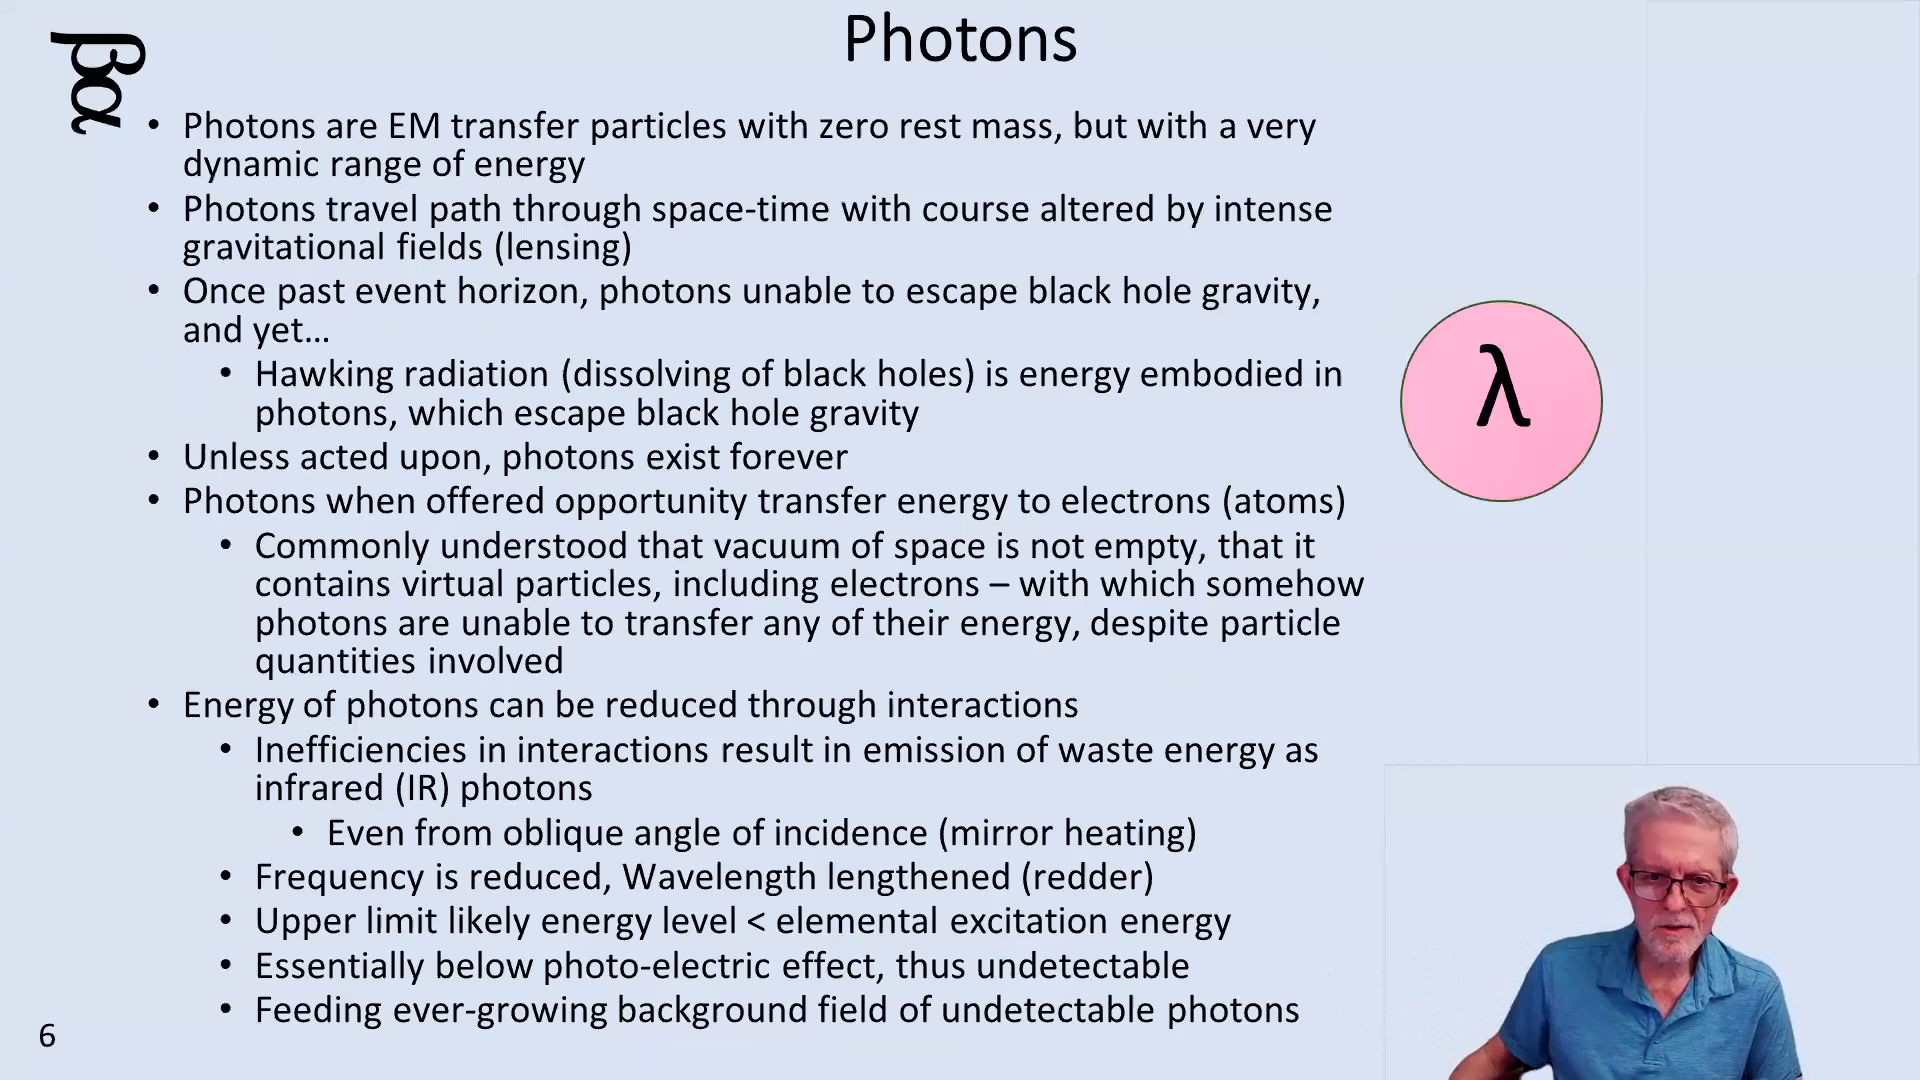 Photons
βα
• Photons are EM transfer particles with zero rest mass, but with a very
dynamic range of energy
• Photons travel path through space-time with course altered by intense
gravitational fields (lensing)
• Once past event horizon, photons unable to escape black hole gravity,
and yet…
• Hawking radiation (dissolving of black holes) is energy embodied in
photons, which escape black hole gravity
• Unless acted upon, photons exist forever
• Photons when offered opportunity transfer energy to electrons (atoms)
• Commonly understood that vacuum of space is not empty, that it
contains virtual particles, including electrons – with which somehow
photons are unable to transfer any of their energy, despite particle
quantities involved
• Energy of photons can be reduced through interactions
• Inefficiencies in interactions result in emission of waste energy as
infrared (IR) photons
• Even from oblique angle of incidence (mirror heating)
• Frequency is reduced, Wavelength lengthened (redder)
• Upper limit likely energy level < elemental excitation energy
• Essentially below photo-electric effect, thus undetectable
• Feeding ever-growing background field of undetectable photons
λ
6